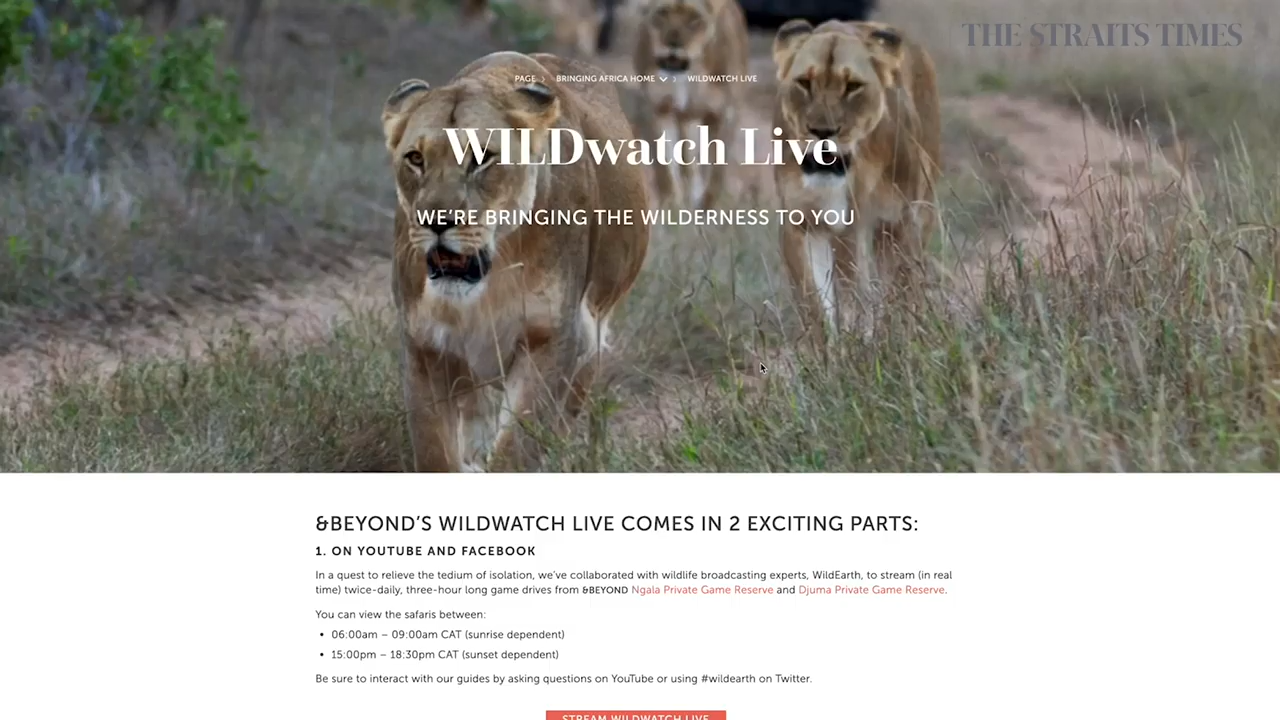 THE STRAITS TIMES
PAGE > BRINGING AFRICA HOME > WILDWATCH LIVE
WILDwatch Live
WE'RE BRINGING THE WILDERNESS TO YOU
&BEYOND'S WILDWATCH LIVE COMES IN 2 EXCITING PARTS:
1. ON YOUTUBE AND FACEBOOK
In a quest to relieve the tedium of isolation, we've collaborated with wildlife broadcasting experts, WildEarth, to stream (in real
time) twice-daily, three-hour long game drives from &BEYOND Ngala Private Game Reserve and Djuma Private Game Reserve.
You can view the safaris between:
• 06:00am – 09:00am CAT (sunrise dependent)
• 15:00pm – 18:30pm CAT (sunset dependent)
Be sure to interact with our guides by asking questions on YouTube or using #wildearth on Twitter.
STREAM WILDWATCH LIVE